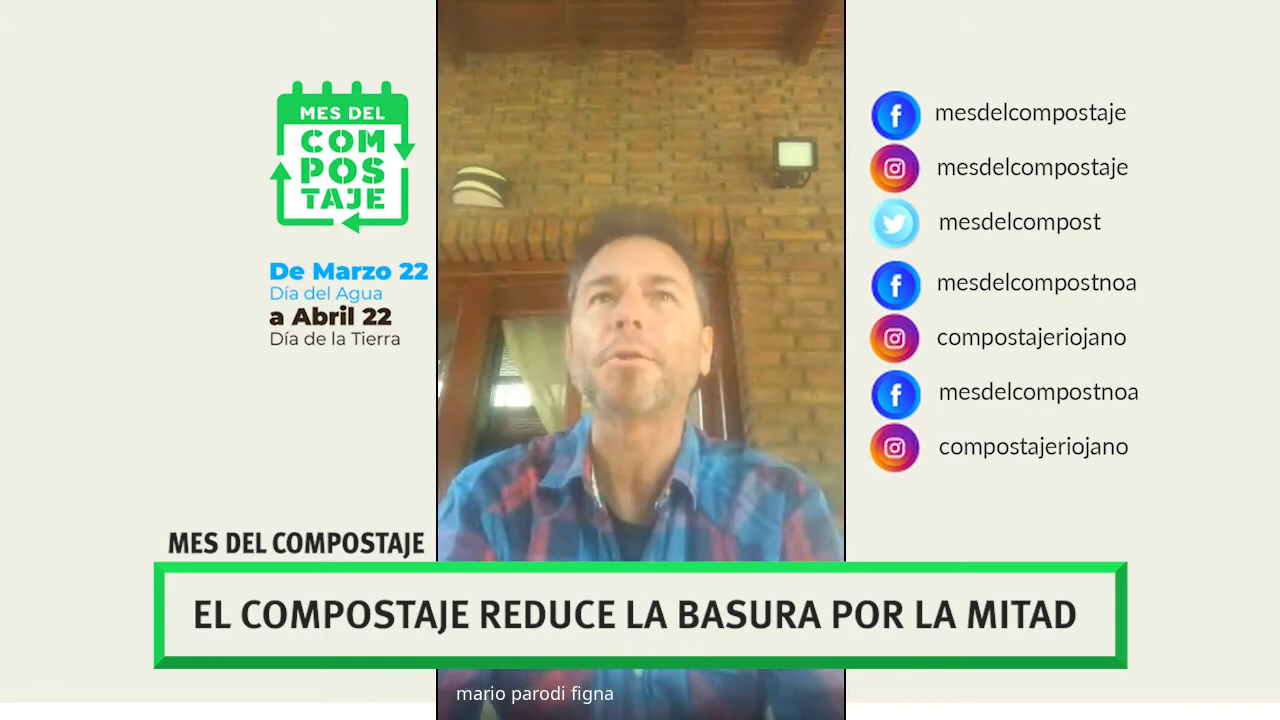 MES DEL
COM
POS
TAJE
De Marzo 22
Día del Agua
a Abril 22
Día de la Tierra
mesdelcompostaje
mesdelcompostaje
mesdelcompost
mesdelcompostnoa
compostajeriojano
mesdelcompostnoa
compostajeriojano
MES DEL COMPOSTAJE
EL COMPOSTAJE REDUCE LA BASURA POR LA MITAD
mario parodi figna